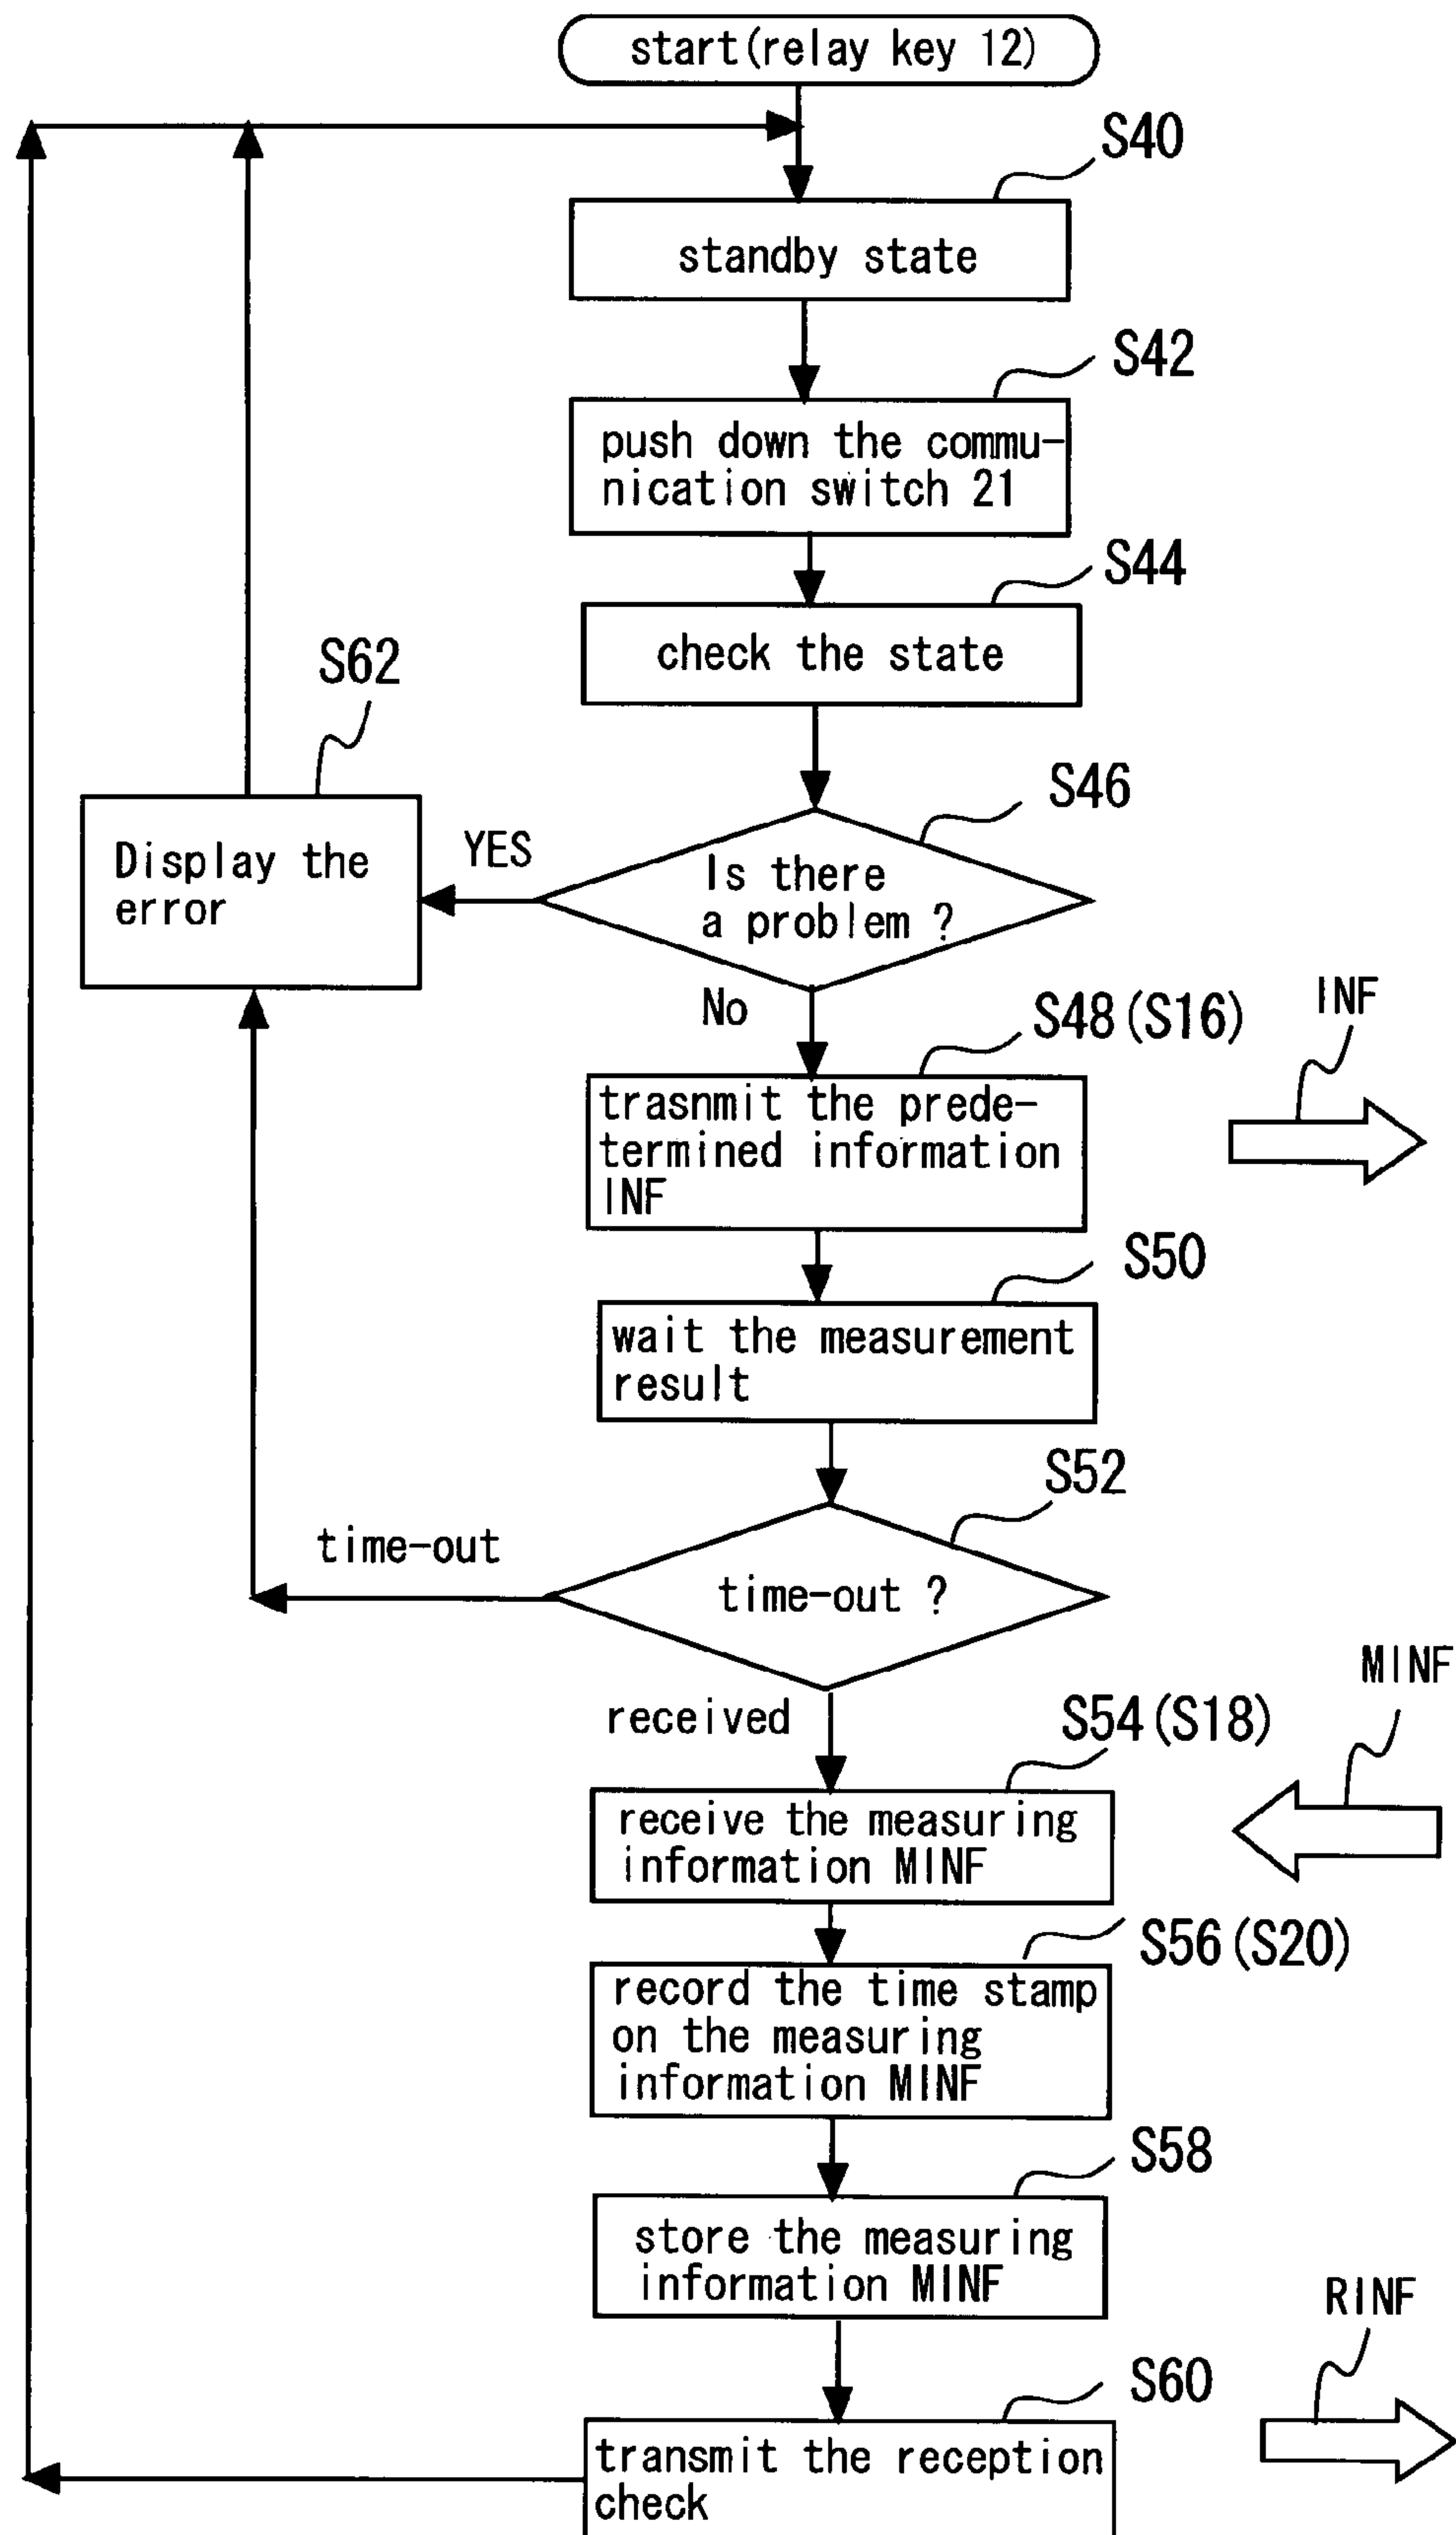 start(relay key 12)
S40
standby state
S42
push down the commu-
nication switch 21
S44
check the state
S62
S46
Display the
error
YES
Is there
a problem ?
No
S48(S16)
INF
trasnmit the prede-
termined information
INF
S50
wait the measurement
result
S52
time-out
time-out ?
MINF
received
S54(S18)
receive the measuring
information MINF
S56(S20)
record the time stamp
on the measuring
information MINF
S58
store the measuring
information MINF
RINF
S60
transmit the reception
check